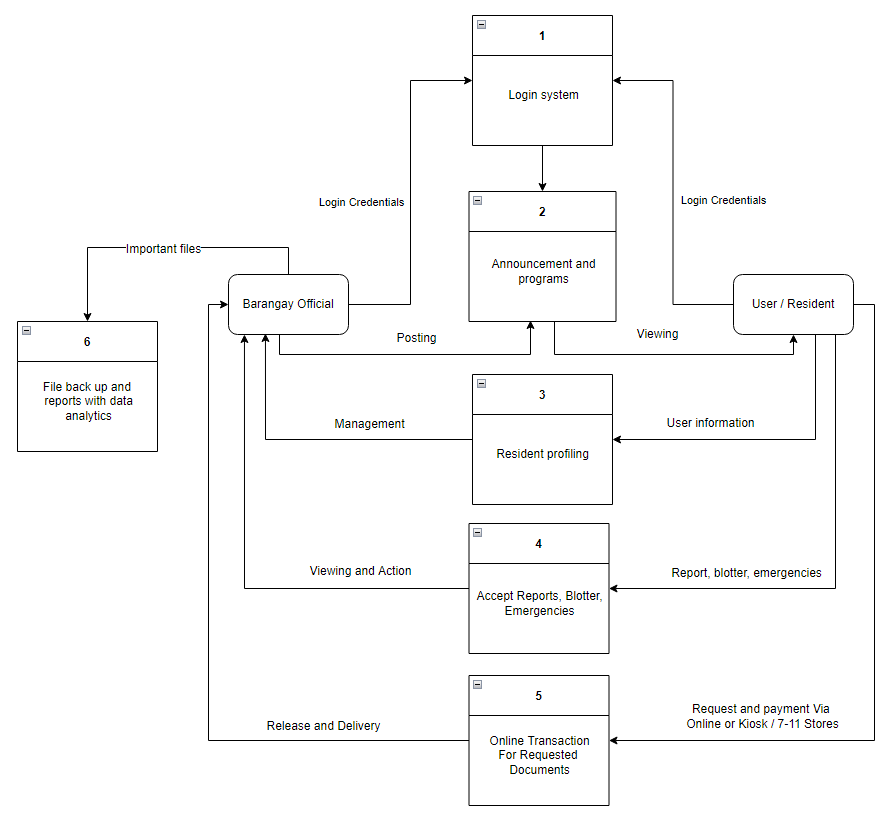 1
Login system
Login Credentials
Login Credentials
2
Announcement and
programs
Important files
Barangay Official
User / Resident
6
File back up and
reports with data
analytics
Posting
Viewing
3
Resident profiling
Management
User information
4
Accept Reports, Blotter,
Emergencies
Viewing and Action
Report, blotter, emergencies
5
Online Transaction
For Requested
Documents
Release and Delivery
Request and payment Via
Online or Kiosk / 7-11 Stores